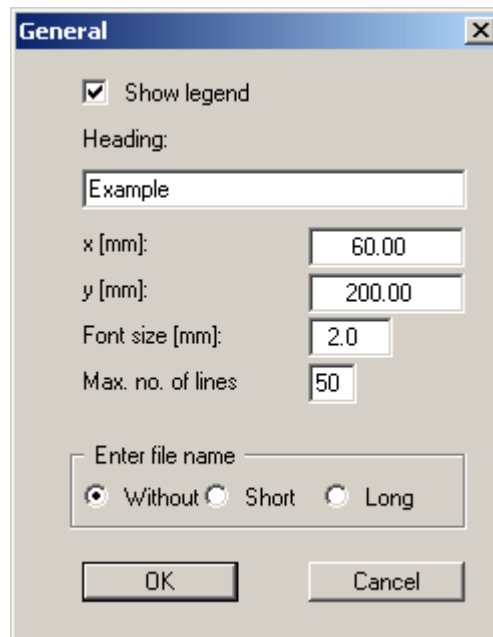 General
Show legend
Heading:
Example
x [mm]: 60.00
y [mm]: 200.00
Font size [mm]: 2.0
Max. no. of lines 50
Enter file name
Without Short Long
OK Cancel